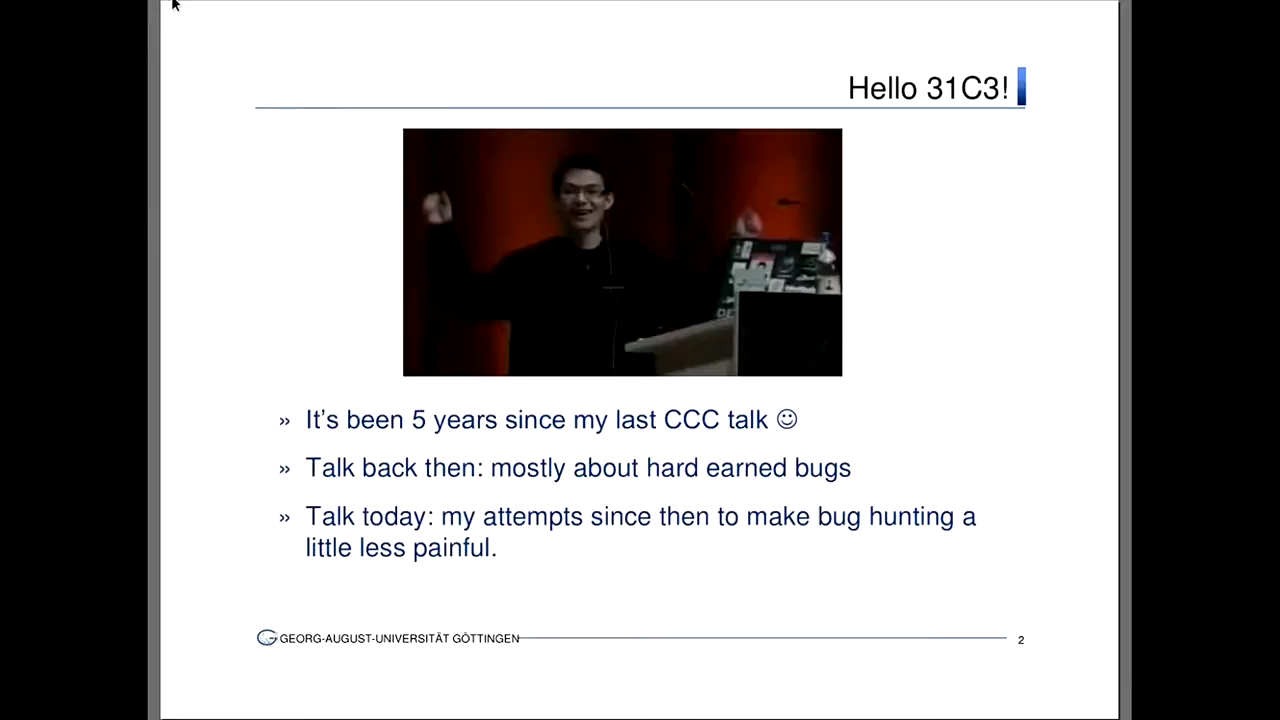 Hello 31C3!
» It's been 5 years since my last CCC talk ☺
» Talk back then: mostly about hard earned bugs
» Talk today: my attempts since then to make bug hunting a
little less painful.
GEORG-AUGUST-UNIVERSITÄT GÖTTINGEN 2